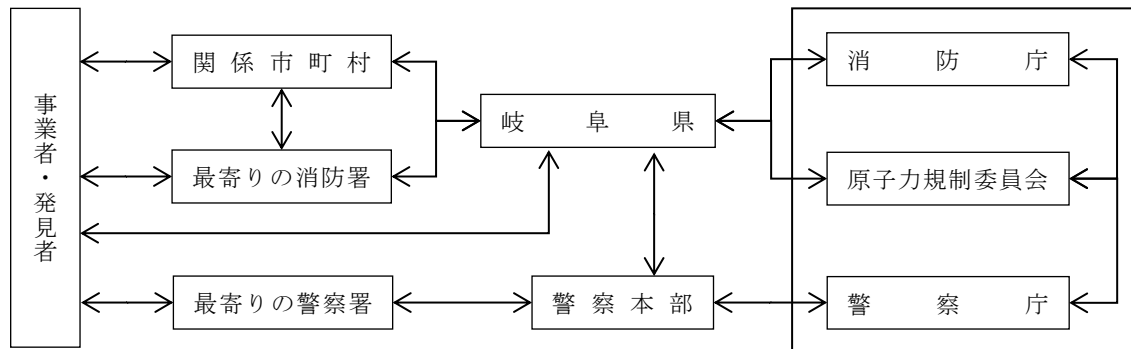 事業者・発見者
関係市町村
最寄りの消防署
最寄りの警察署
岐阜県
警察本部
消防庁
原子力規制委員会
警察庁